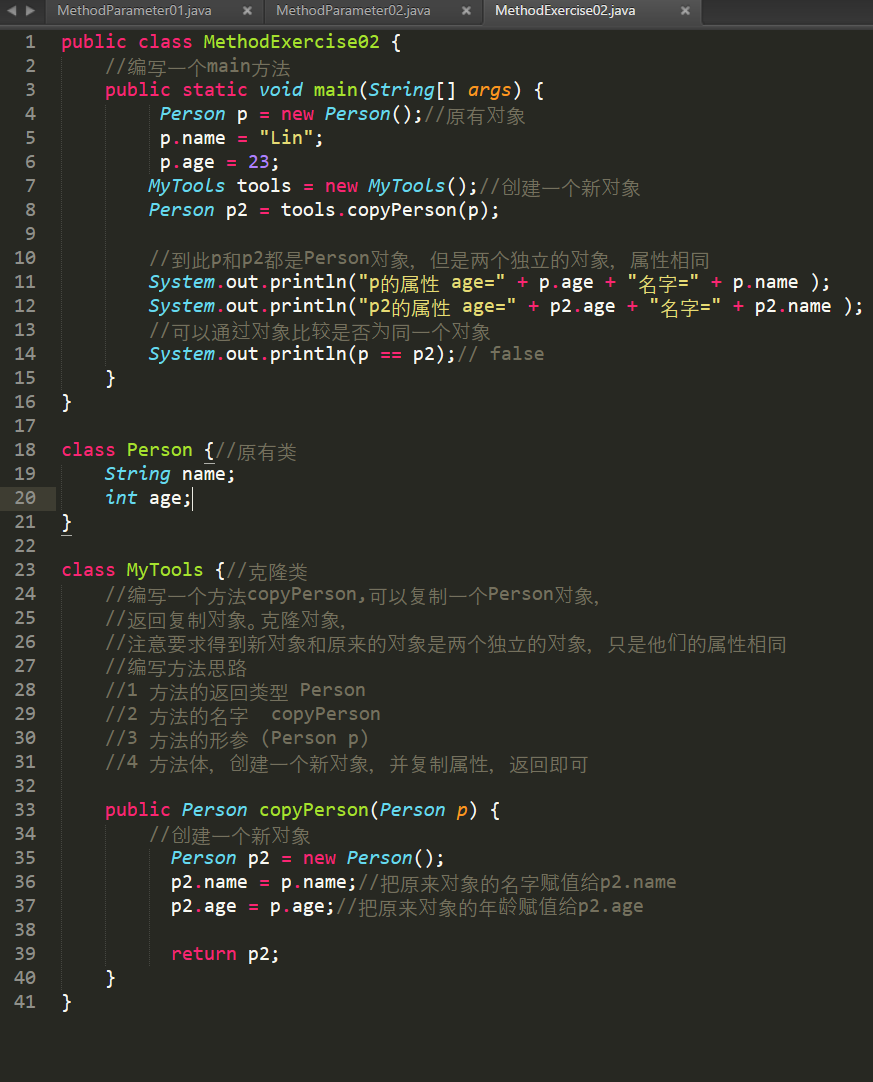 MethodParameter01.java × MethodParameter02.java × MethodExercise02.java ×
1 public class MethodExercise02 {
2 //编写一个main方法
3 public static void main(String[] args) {
4 Person p = new Person();//原有对象
5 p.name = "Lin";
6 p.age = 23;
7 MyTools tools = new MyTools();//创建一个新对象
8 Person p2 = tools.copyPerson(p);
9
10 //到此p和p2都是Person对象, 但是两个独立的对象, 属性相同
11 System.out.println("p的属性 age=" + p.age + "名字=" + p.name );
12 System.out.println("p2的属性 age=" + p2.age + "名字=" + p2.name );
13 //可以通过对象比较是否为同一个对象
14 System.out.println(p == p2);// false
15 }
16 }
17
18 class Person {//原有类
19 String name;
20 int age;
21 }
22
23 class MyTools {//克隆类
24 //编写一个方法copyPerson,可以复制一个Person对象,
25 //返回复制对象。克隆对象,
26 //注意要求得到新对象和原来的对象是两个独立的对象, 只是他们的属性相同
27 //编写方法思路
28 //1 方法的返回类型 Person
29 //2 方法的名字  copyPerson
30 //3 方法的形参 (Person p)
31 //4 方法体, 创建一个新对象, 并复制属性, 返回即可
32
33 public Person copyPerson(Person p) {
34 //创建一个新对象
35 Person p2 = new Person();
36 p2.name = p.name;//把原来对象的名字赋值给p2.name
37 p2.age = p.age;//把原来对象的年龄赋值给p2.age
38
39 return p2;
40 }
41 }